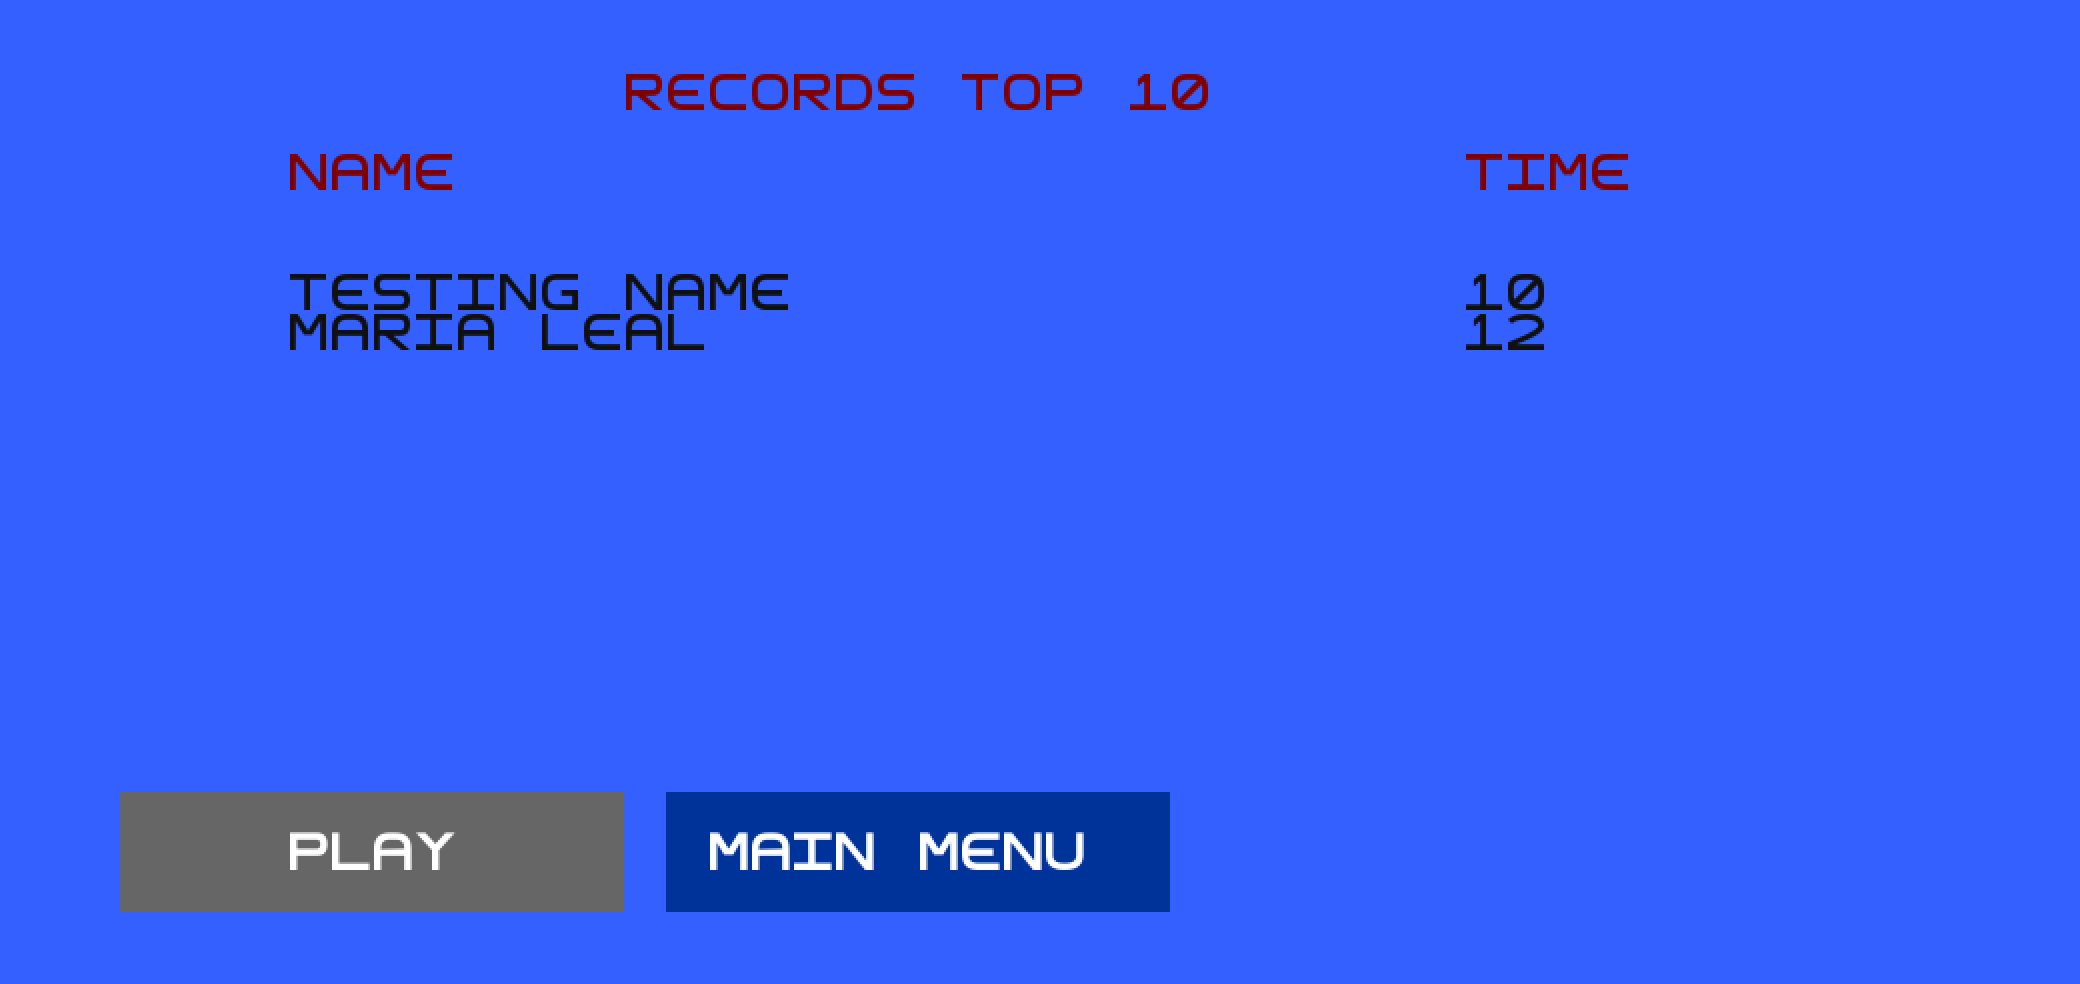 RECORDS TOP 10
NAME TIME
TESTING NAME 10
MARIA LEAL 12
PLAY MAIN MENU